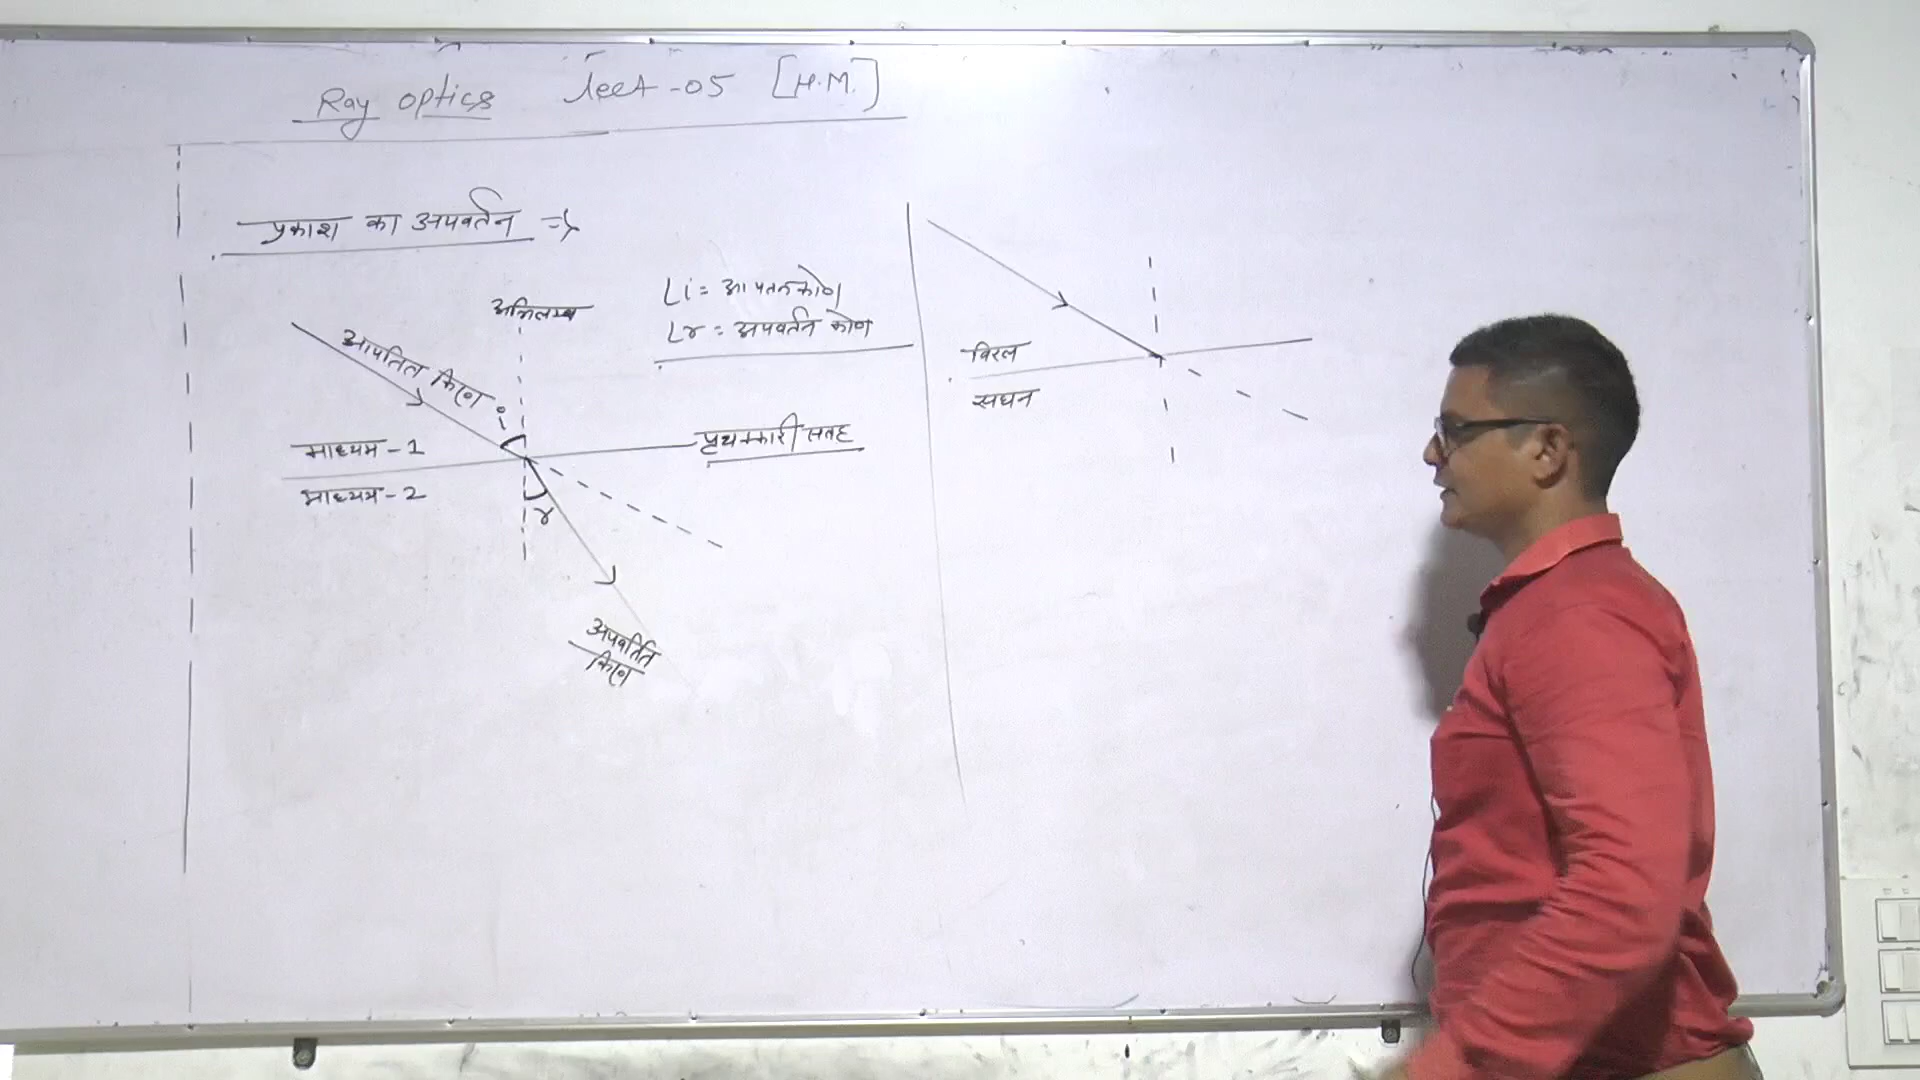 Ray optics Lect-05 [H.M.]
प्रकाश का अपवर्तन ⇒
अभिलम्ब
आपतित किरण
∠i = आपतन कोण
∠r = अपवर्तन कोण
i
माध्यम-1
माध्यम-2
पृथक्कारी सतह
r
अपवर्तित
किरण
विरल
सघन